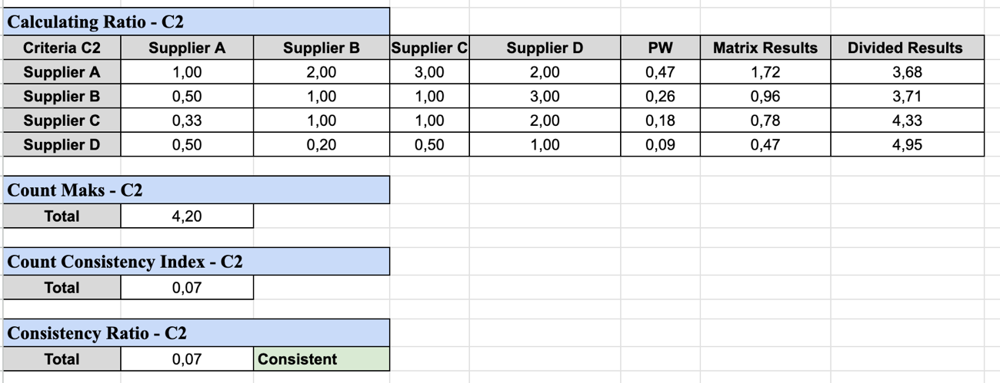 Calculating Ratio - C2
Criteria C2 Supplier A Supplier B Supplier C Supplier D PW Matrix Results Divided Results
Supplier A 1,00 2,00 3,00 2,00 0,47 1,72 3,68
Supplier B 0,50 1,00 1,00 3,00 0,26 0,96 3,71
Supplier C 0,33 1,00 1,00 2,00 0,18 0,78 4,33
Supplier D 0,50 0,20 0,50 1,00 0,09 0,47 4,95
Count Maks - C2
Total 4,20
Count Consistency Index - C2
Total 0,07
Consistency Ratio - C2
Total 0,07 Consistent